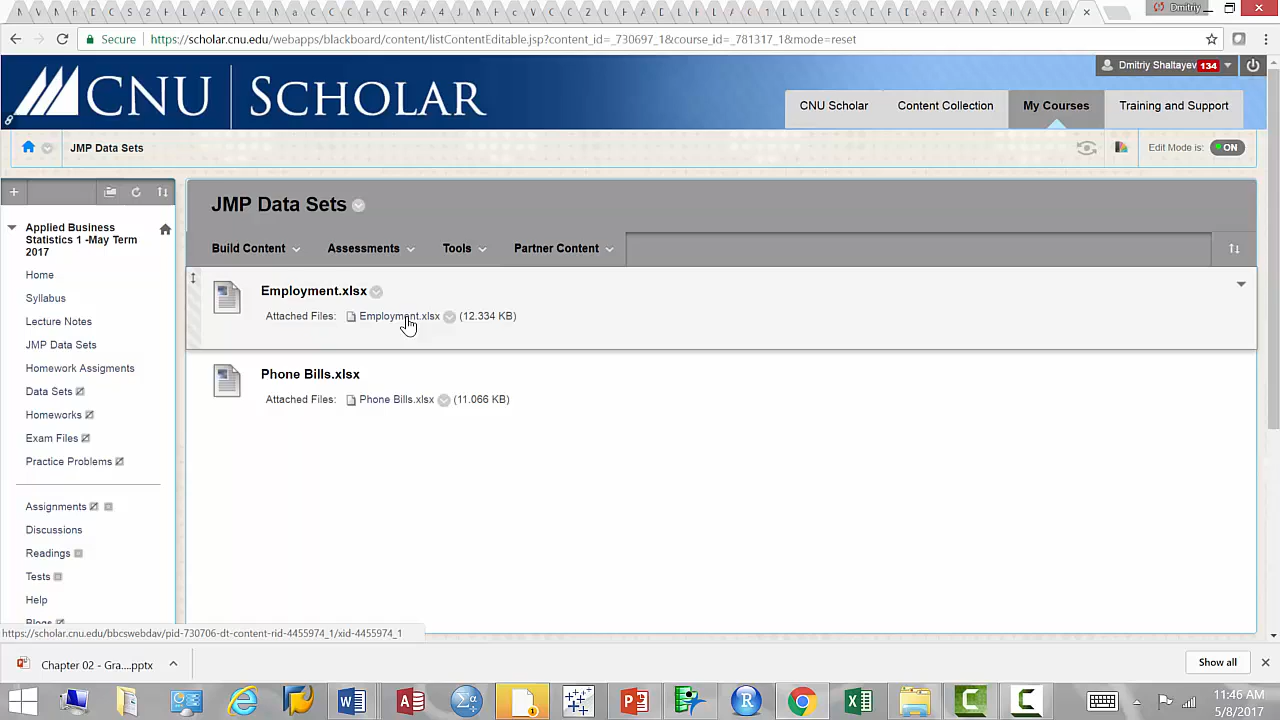 Dmitriy
Secure
https://scholar.cnu.edu/webapps/blackboard/content/listContentEditable.jsp?content_id=_730697_1&course_id=_781317_1&mode=reset
Dmitriy Shaltayev 134
CNU SCHOLAR
CNU Scholar
Content Collection
My Courses
Training and Support
JMP Data Sets
Edit Mode is: ON
Applied Business
Statistics 1 -May Term
2017
Home
Syllabus
Lecture Notes
JMP Data Sets
Homework Assigments
Data Sets
Homeworks
Exam Files
Practice Problems
Assignments
Discussions
Readings
Tests
Help
Blogs
JMP Data Sets
Build Content
Assessments
Tools
Partner Content
Employment.xlsx
Attached Files: Employment.xlsx (12.334 KB)
Phone Bills.xlsx
Attached Files: Phone Bills.xlsx (11.066 KB)
https://scholar.cnu.edu/bbcswebdav/pid-730706-dt-content-rid-4455974_1/xid-4455974_1
Chapter 02 - Gra....pptx
Show all
11:46 AM
5/8/2017